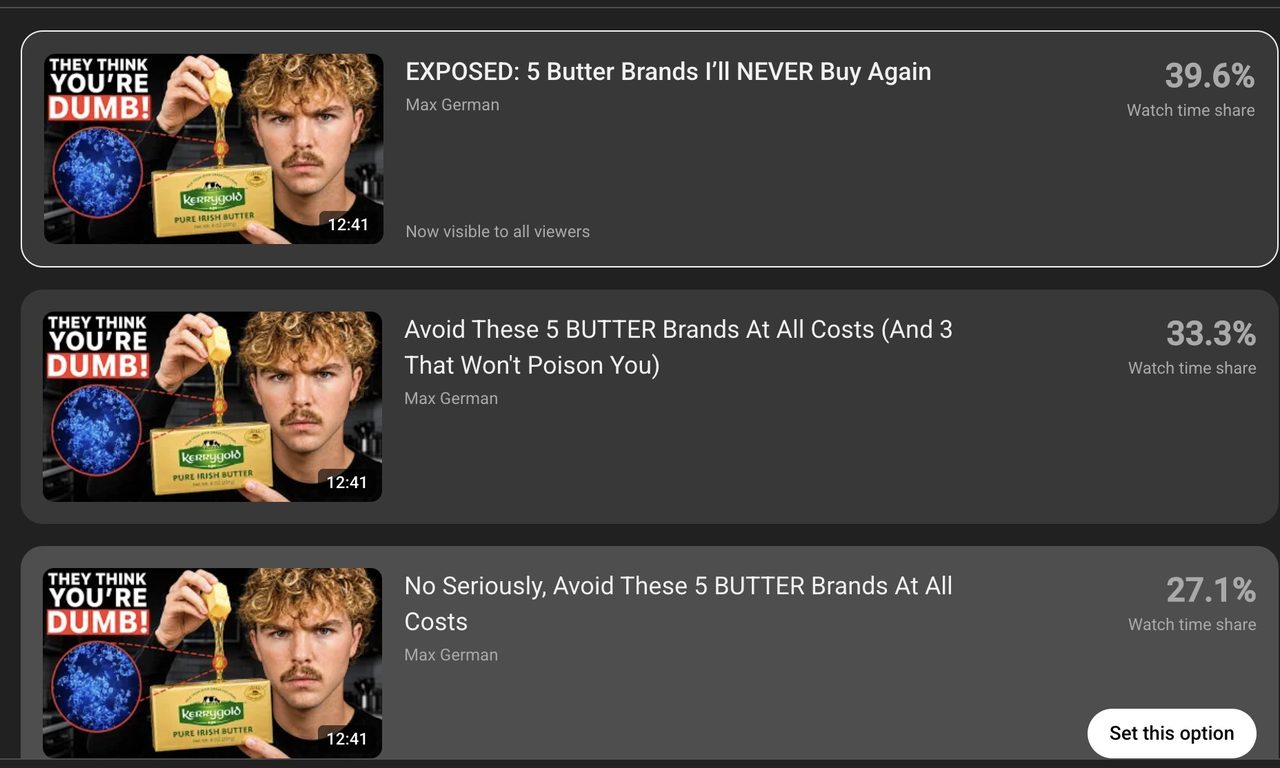 THEY THINK
YOU'RE
DUMB!
Kerrygold
PURE IRISH BUTTER
12:41
EXPOSED: 5 Butter Brands I’ll NEVER Buy Again
Max German
Now visible to all viewers
39.6%
Watch time share
THEY THINK
YOU'RE
DUMB!
Kerrygold
PURE IRISH BUTTER
12:41
Avoid These 5 BUTTER Brands At All Costs (And 3
That Won't Poison You)
Max German
33.3%
Watch time share
THEY THINK
YOU'RE
DUMB!
Kerrygold
PURE IRISH BUTTER
12:41
No Seriously, Avoid These 5 BUTTER Brands At All
Costs
Max German
27.1%
Watch time share
Set this option